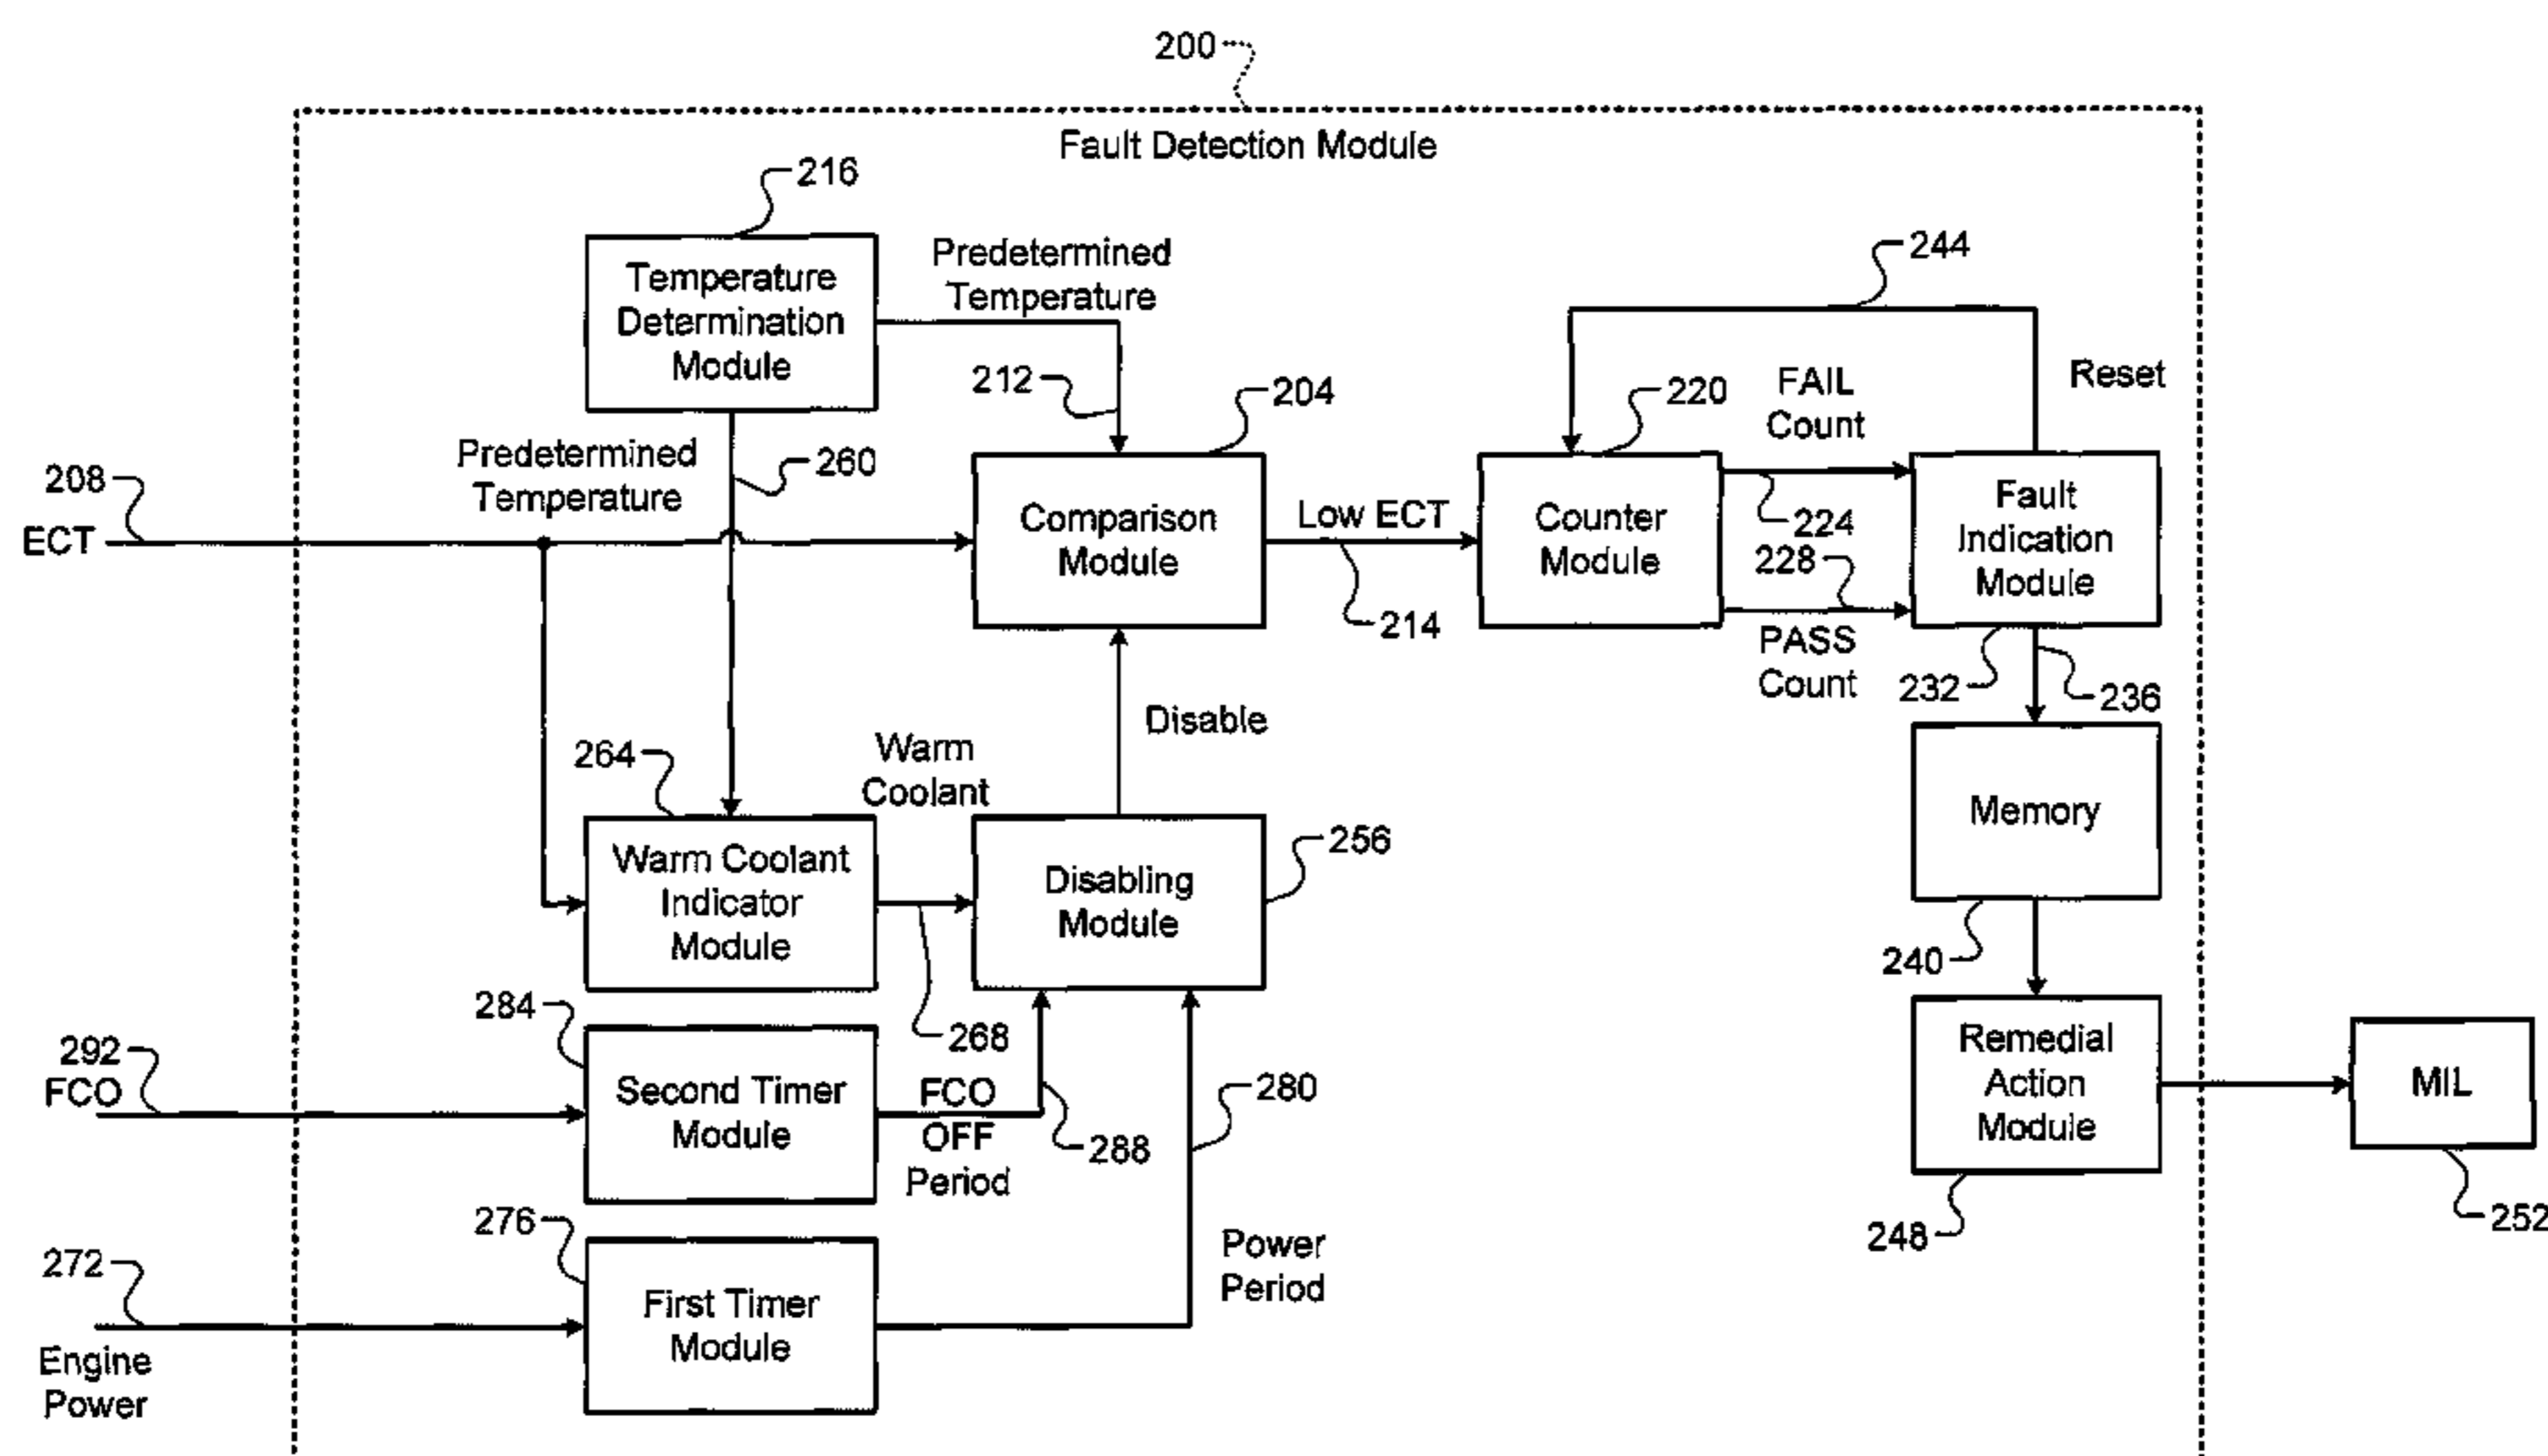 200
Fault Detection Module
216
Temperature
Determination
Module
Predetermined
Temperature
212
204
244
Reset
220
FAIL
Count
Predetermined
Temperature
260
208
ECT
Comparison
Module
Low ECT
214
Counter
Module
224
228
PASS
Count
Fault
Indication
Module
232
236
Disable
264
Warm
Coolant
Warm Coolant
Indicator
Module
268
Disabling
Module
256
Memory
240
284
292
FCO
Second Timer
Module
FCO
OFF
Period
288
280
Remedial
Action
Module
248
MIL
252
276
272
Engine
Power
First Timer
Module
Power
Period